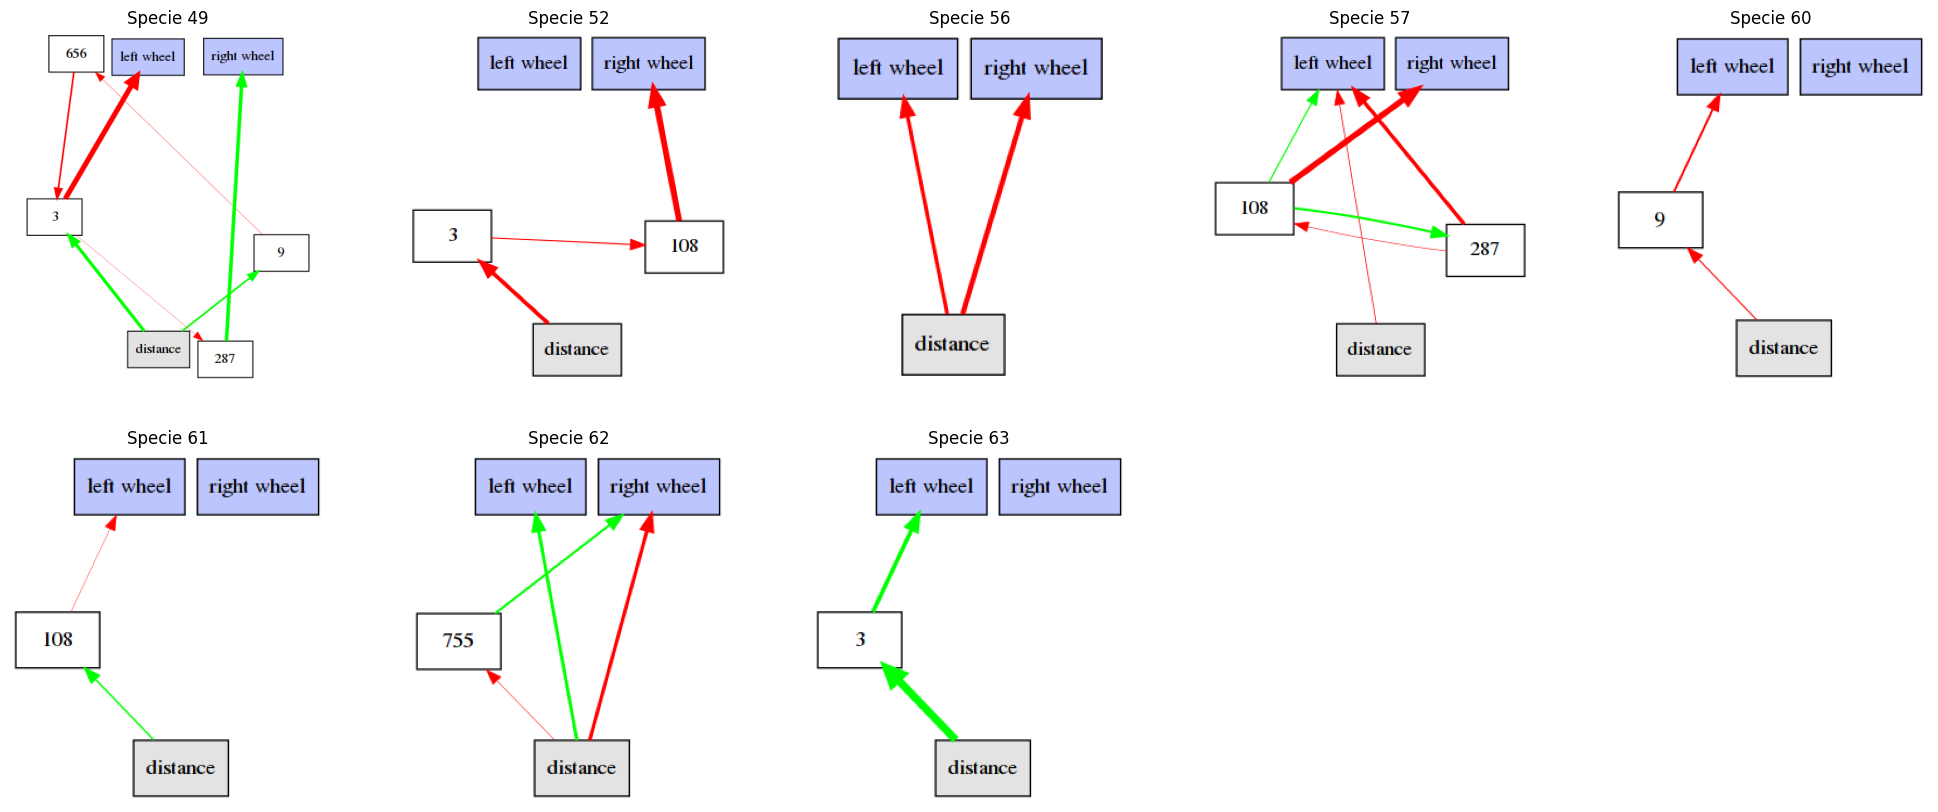 Specie 49
656
left wheel
right wheel
3
9
distance
287
Specie 52
left wheel
right wheel
3
108
distance
Specie 56
left wheel
right wheel
distance
Specie 57
left wheel
right wheel
108
287
distance
Specie 60
left wheel
right wheel
9
distance
Specie 61
left wheel
right wheel
108
distance
Specie 62
left wheel
right wheel
755
distance
Specie 63
left wheel
right wheel
3
distance